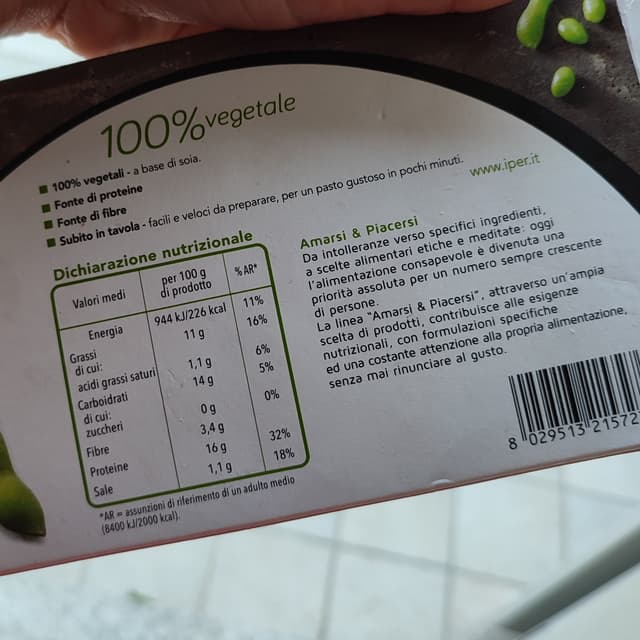 100%vegetale
100% vegetali - a base di soia.
Fonte di proteine
Fonte di fibre
Subito in tavola - facili e veloci da preparare, per un pasto gustoso in pochi minuti.
www.iper.it
Dichiarazione nutrizionale
Valori medi per 100 g di prodotto %AR*
Energia 944 kJ/226 kcal 11%
Grassi 11 g 16%
di cui:
acidi grassi saturi 1,1 g 6%
Carboidrati 14 g 5%
di cui:
zuccheri 0 g 0%
Fibre 3,4 g
Proteine 16 g 32%
Sale 1,1 g 18%
*AR = assunzioni di riferimento di un adulto medio
(8400 kJ/2000 kcal).
Amarsi & Piacersi
Da intolleranze verso specifici ingredienti,
a scelte alimentari etiche e meditate: oggi
l'alimentazione consapevole è divenuta una
priorità assoluta per un numero sempre crescente
di persone.
La linea "Amarsi & Piacersi", attraverso un'ampia
scelta di prodotti, contribuisce alle esigenze
nutrizionali, con formulazioni specifiche
ed una costante attenzione alla propria alimentazione,
senza mai rinunciare al gusto.
8 029513 21572